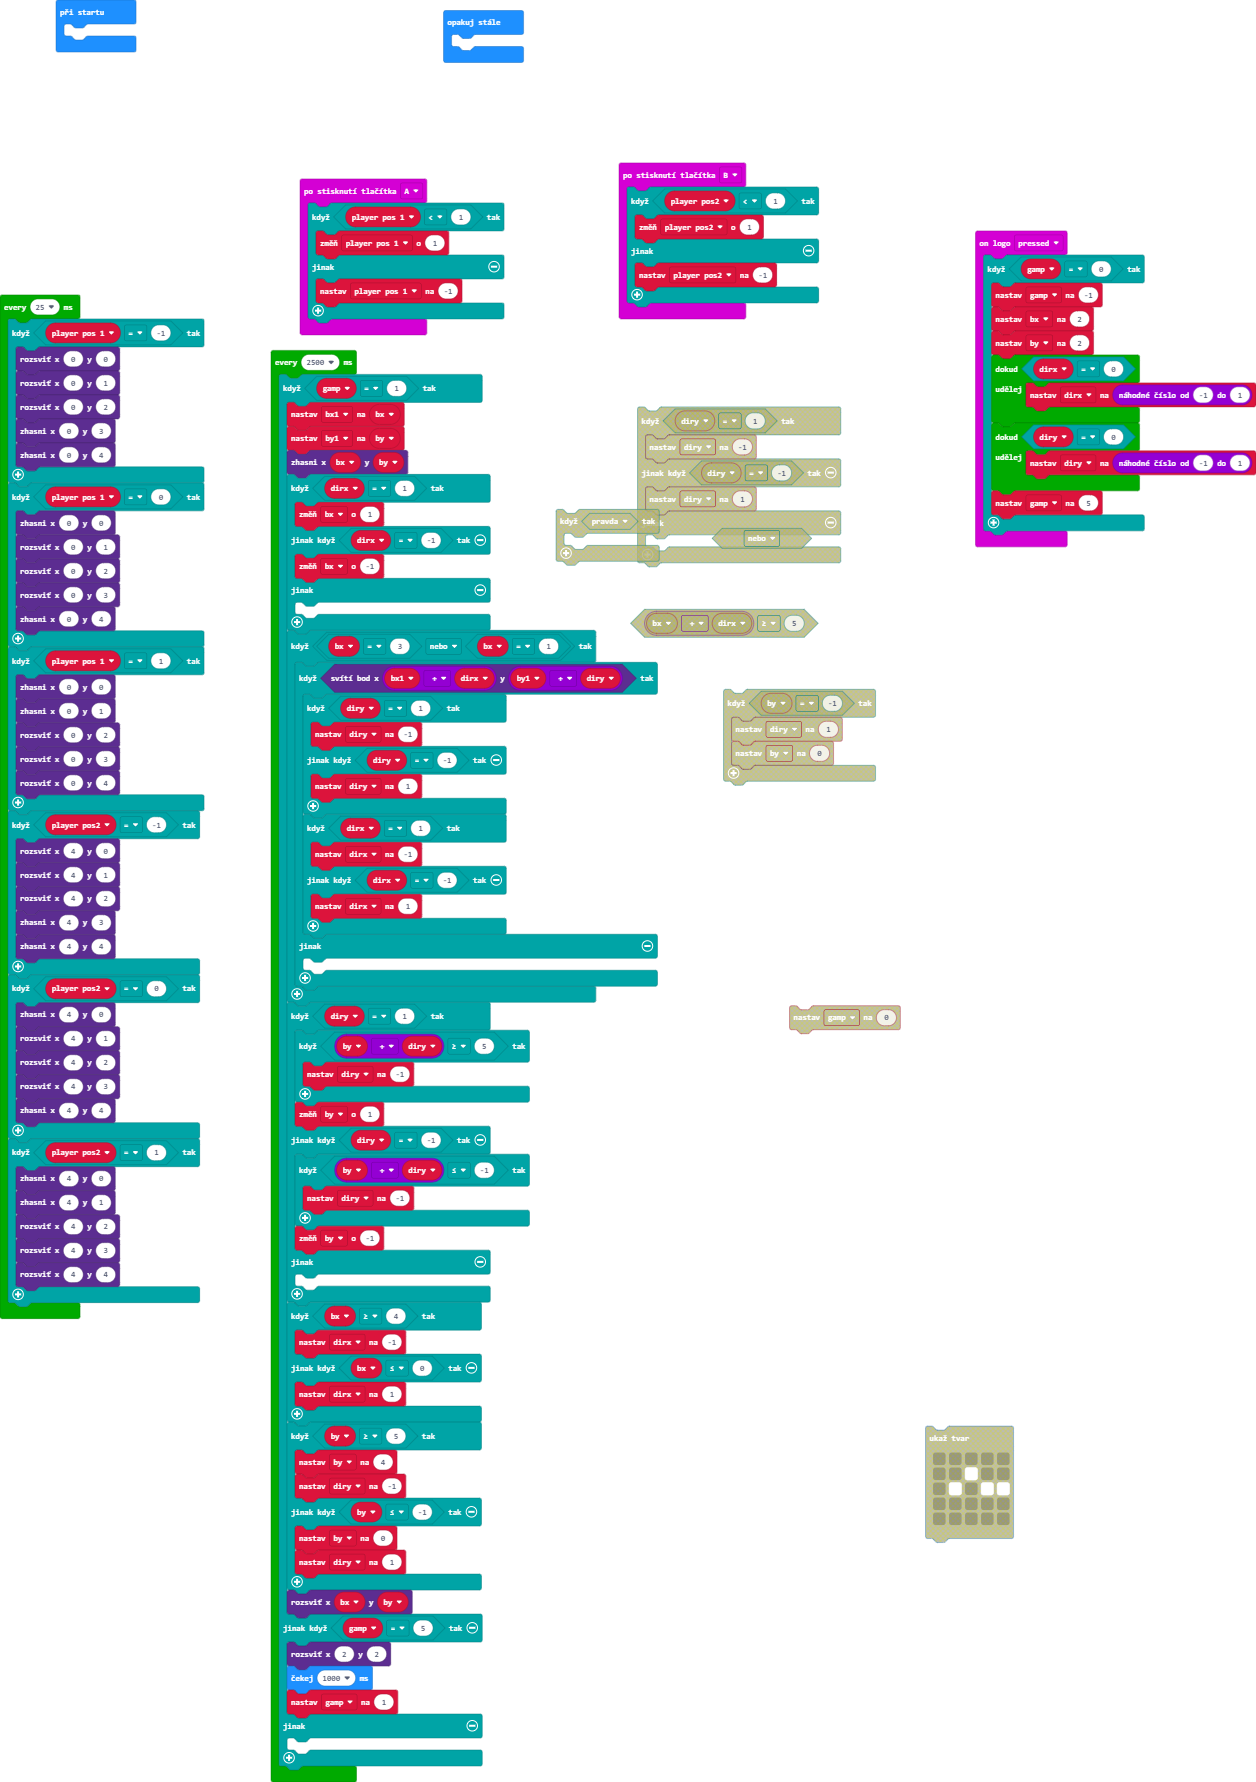 při startu
opakuj stále
po stisknutí tlačítka A
když player pos 1 < 1 tak
změň player pos 1 o 1
jinak
nastav player pos 1 na -1
po stisknutí tlačítka B
když player pos2 < 1 tak
změň player pos2 o 1
jinak
nastav player pos2 na -1
on logo pressed
když gamp = 0 tak
nastav gamp na -1
nastav bx na 2
nastav by na 2
dokud dirx = 0
udělej nastav dirx na náhodné číslo od -1 do 1
dokud diry = 0
udělej nastav diry na náhodné číslo od -1 do 1
nastav gamp na 5
every 25 ms
když player pos 1 = -1 tak
rozsviť x 0 y 0
rozsviť x 0 y 1
rozsviť x 0 y 2
zhasni x 0 y 3
zhasni x 0 y 4
když player pos 1 = 0 tak
zhasni x 0 y 0
rozsviť x 0 y 1
rozsviť x 0 y 2
rozsviť x 0 y 3
zhasni x 0 y 4
když player pos 1 = 1 tak
zhasni x 0 y 0
zhasni x 0 y 1
rozsviť x 0 y 2
rozsviť x 0 y 3
rozsviť x 0 y 4
když player pos2 = -1 tak
rozsviť x 4 y 0
rozsviť x 4 y 1
rozsviť x 4 y 2
zhasni x 4 y 3
zhasni x 4 y 4
když player pos2 = 0 tak
zhasni x 4 y 0
rozsviť x 4 y 1
rozsviť x 4 y 2
rozsviť x 4 y 3
zhasni x 4 y 4
když player pos2 = 1 tak
zhasni x 4 y 0
zhasni x 4 y 1
rozsviť x 4 y 2
rozsviť x 4 y 3
rozsviť x 4 y 4
every 2500 ms
když gamp = 1 tak
nastav bx1 na bx
nastav by1 na by
zhasni x bx y by
když dirx = 1 tak
změň bx o 1
jinak když dirx = -1 tak
změň bx o -1
jinak
když bx = 3 nebo bx = 1 tak
když svítí bod x bx1 + dirx y by1 + diry tak
když diry = 1 tak
nastav diry na -1
jinak když diry = -1 tak
nastav diry na 1
když dirx = 1 tak
nastav dirx na -1
jinak když dirx = -1 tak
nastav dirx na 1
jinak
když diry = 1 tak
když by + diry ≥ 5 tak
nastav diry na -1
změň by o 1
jinak když diry = -1 tak
když by + diry ≤ -1 tak
nastav diry na -1
změň by o -1
jinak
když bx ≥ 4 tak
nastav dirx na -1
jinak když bx ≤ 0 tak
nastav dirx na 1
když by ≥ 5 tak
nastav by na 4
nastav diry na -1
jinak když by ≤ -1 tak
nastav by na 0
nastav diry na 1
rozsviť x bx y by
jinak když gamp = 5 tak
rozsviť x 2 y 2
čekej 1000 ms
nastav gamp na 1
jinak
když diry = 1 tak
nastav diry na -1
jinak když diry = -1 tak
nastav diry na 1
když pravda tak
nebo
bx + dirx ≥ 5
když by = -1 tak
nastav diry na 1
nastav by na 0
nastav gamp na 0
ukaž tvar